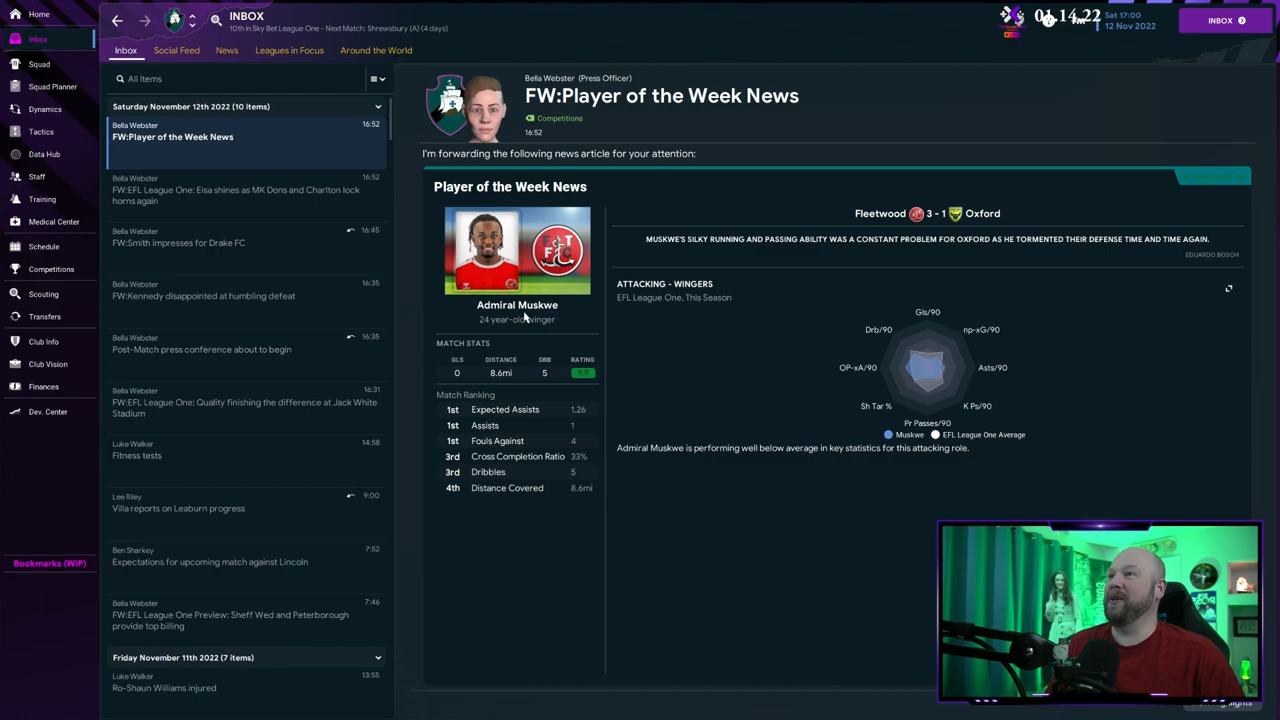 Home
Inbox
Squad
Squad Planner
Dynamics
Tactics
Data Hub
Staff
Training
Medical Center
Schedule
Competitions
Scouting
Transfers
Club Info
Club Vision
Finances
Dev. Center
Bookmarks (WiP)
INBOX
10th in Sky Bet League One - Next Match: Shrewsbury (A) (4 days)
01:14:22
Sat 17:00
12 Nov 2022
INBOX
Inbox
Social Feed
News
Leagues in Focus
Around the World
All Items
Saturday November 12th 2022 (10 items)
Bella Webster 16:52
FW:Player of the Week News
Bella Webster 16:52
FW:EFL League One: Eisa shines as MK Dons and Charlton lock
horns again
Bella Webster 16:45
FW:Smith impresses for Drake FC
Bella Webster 16:35
FW:Kennedy disappointed at humbling defeat
Bella Webster 16:35
Post-Match press conference about to begin
Bella Webster 16:31
FW:EFL League One: Quality finishing the difference at Jack White
Stadium
Luke Walker 14:58
Fitness tests
Lee Riley 9:00
Villa reports on Leaburn progress
Ben Sharkey 7:52
Expectations for upcoming match against Lincoln
Bella Webster 7:46
FW:EFL League One Preview: Sheff Wed and Peterborough
provide top billing
Friday November 11th 2022 (7 items)
Luke Walker 13:55
Ro-Shaun Williams injured
Bella Webster (Press Officer)
FW:Player of the Week News
Competitions
16:52
I'm forwarding the following news article for your attention:
Player of the Week News
Admiral Muskwe
24 year-old winger
MATCH STATS
GLS DISTANCE DRB RATING
0 8.6mi 5 9.0
Match Ranking
1st Expected Assists 1.26
1st Assists 1
1st Fouls Against 4
3rd Cross Completion Ratio 33%
3rd Dribbles 5
4th Distance Covered 8.6mi
Fleetwood 3 - 1 Oxford
MUSKWE'S SILKY RUNNING AND PASSING ABILITY WAS A CONSTANT PROBLEM FOR OXFORD AS HE TORMENTED THEIR DEFENSE TIME AND TIME AGAIN.
EDUARDO BOSCH
ATTACKING - WINGERS
EFL League One, This Season
Gls/90
Drb/90
np-xG/90
OP-xA/90
Asts/90
Sh Tar %
K Ps/90
Pr Passes/90
Muskwe
EFL League One Average
Admiral Muskwe is performing well below average in key statistics for this attacking role.